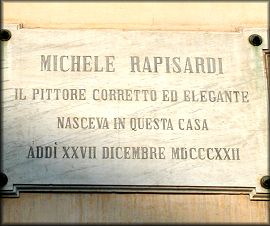 MICHELE RAPISARDI
IL PITTORE CORRETTO ED ELEGANTE
NASCEVA IN QUESTA CASA
ADDÌ XXVII DICEMBRE MDCCCXXII